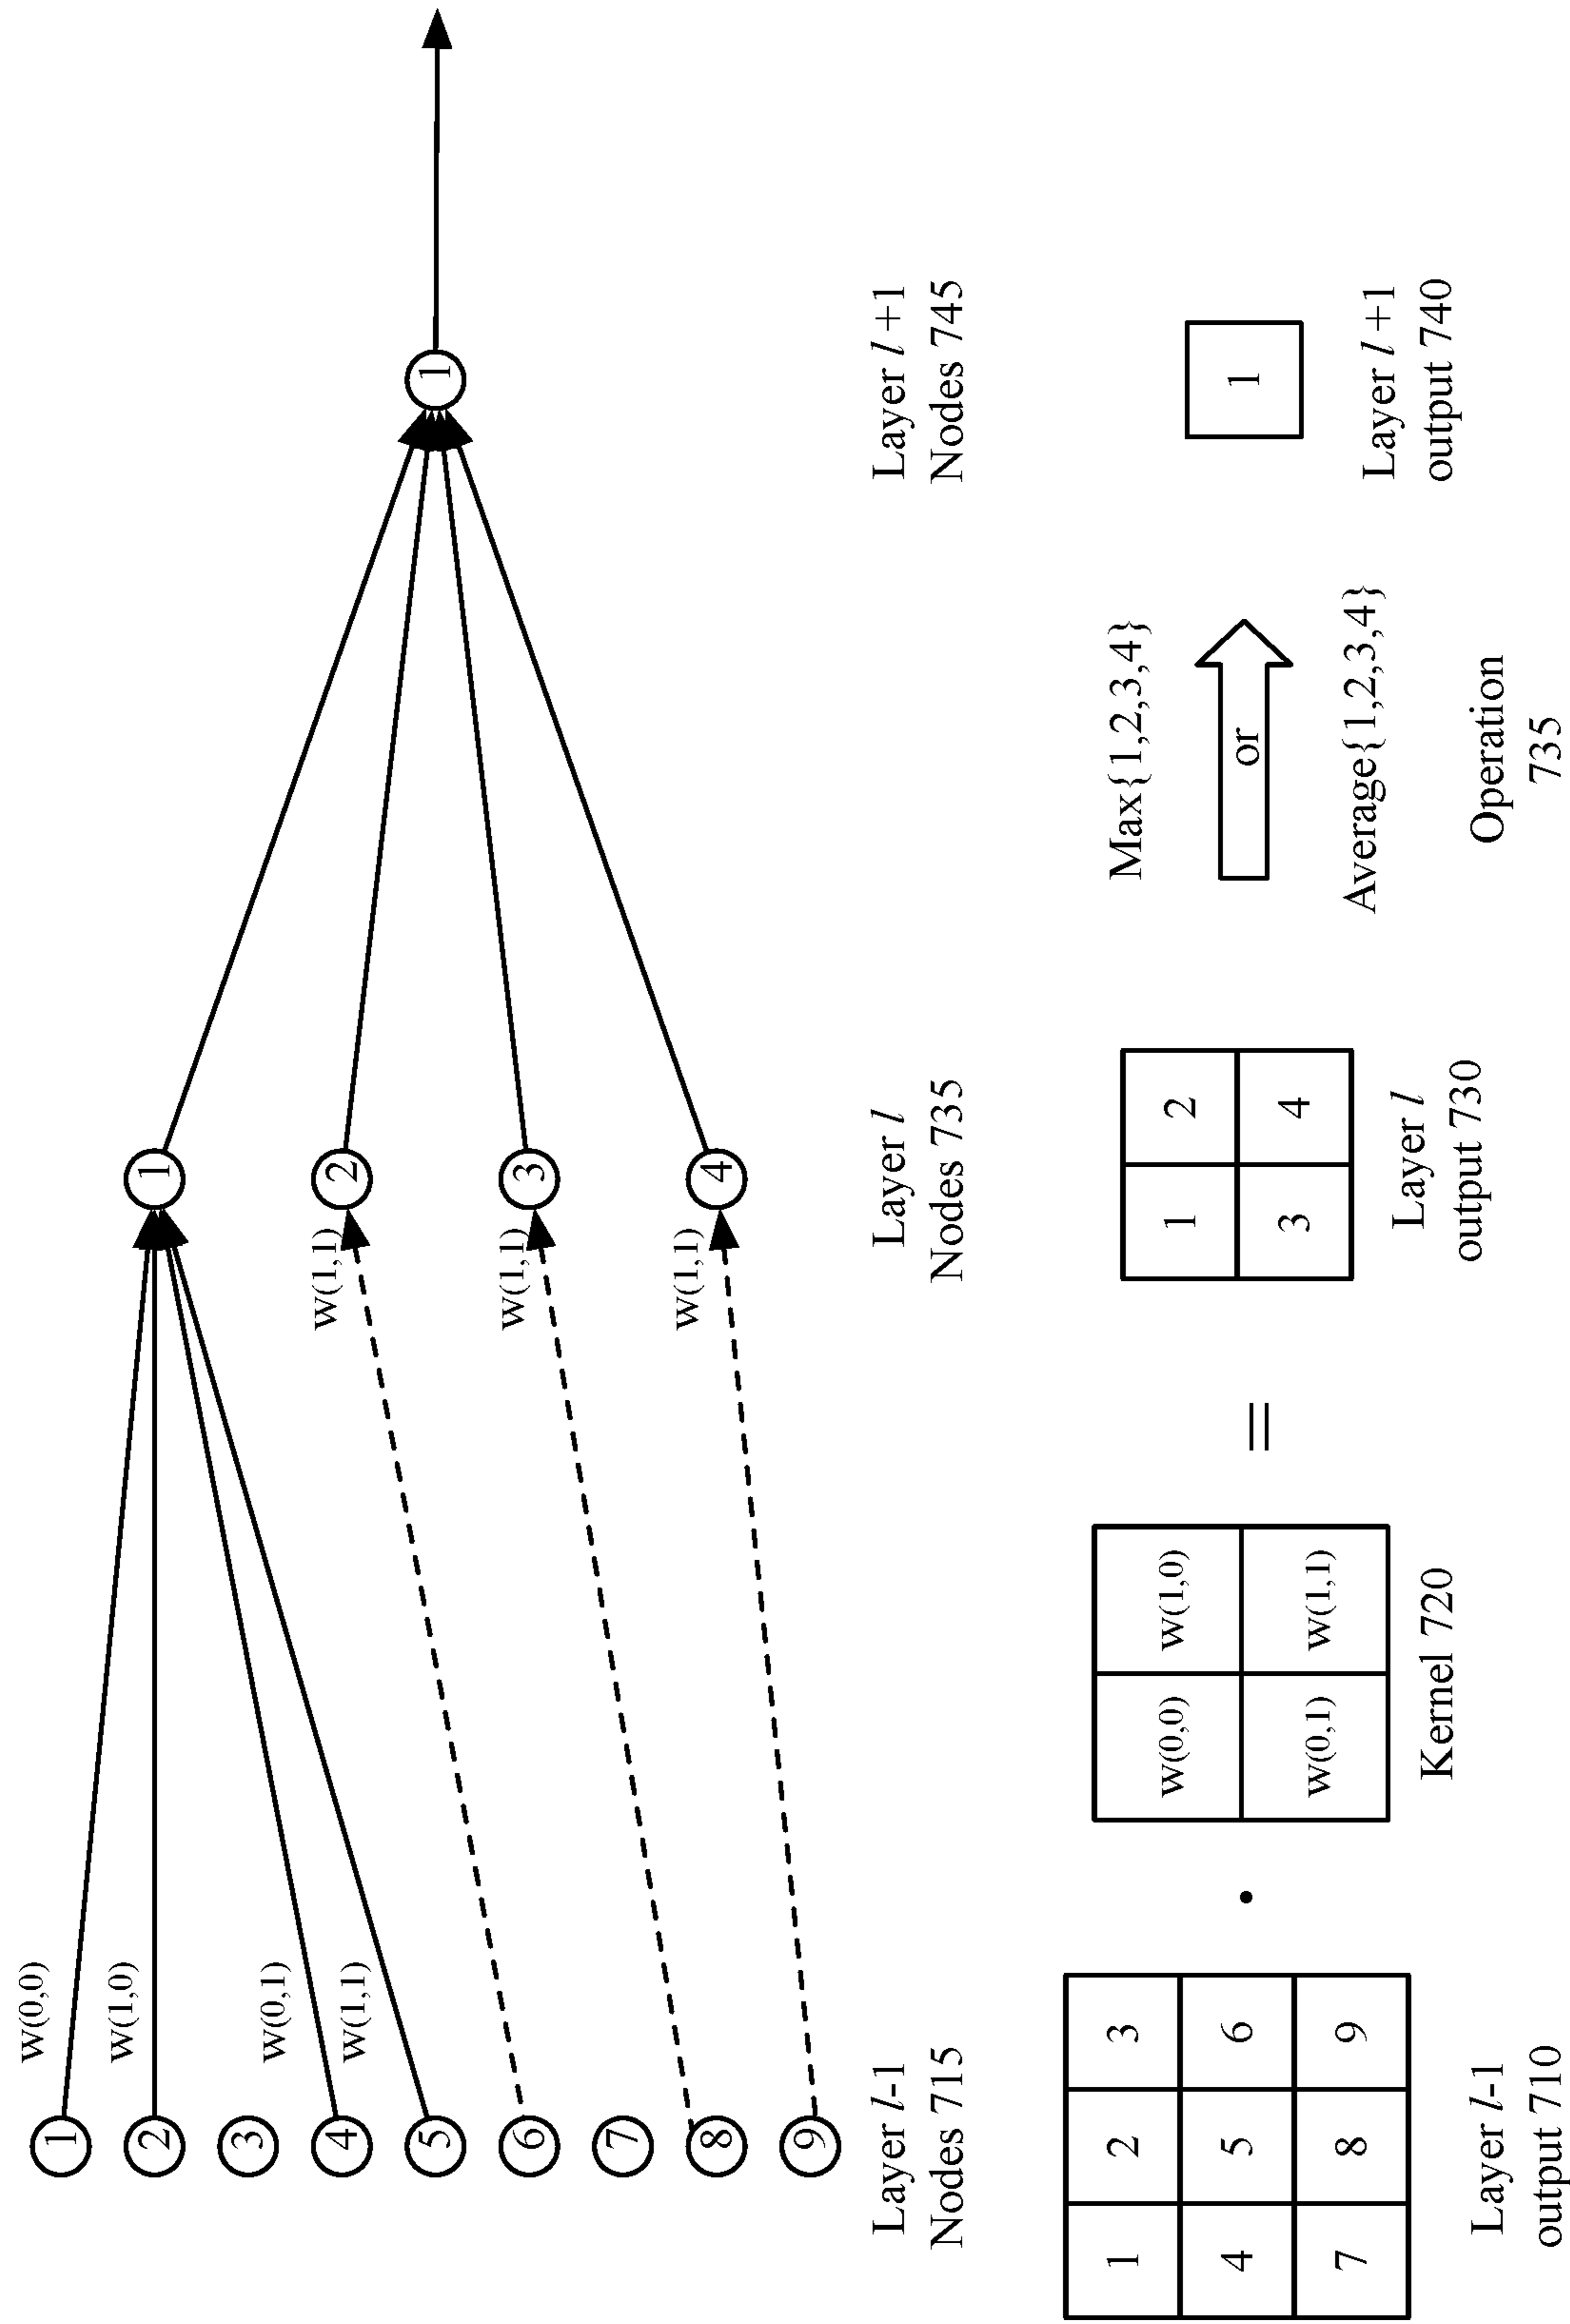 w(0,0)
w(1,0)
w(0,1)
w(1,1)
1
2
3
4
5
6
7
8
9
w(1,1)
w(1,1)
w(1,1)
1
2
3
4
1
Layer l-1
Nodes 715
Layer l
Nodes 735
Layer l +1
Nodes 745
1 2 3
4 5 6
7 8 9
Layer l-1
output 710
·
w(0,0) w(1,0)
w(0,1) w(1,1)
Kernel 720
=
1 2
3 4
Layer l
output 730
Max{1,2,3,4}
or
Average{1,2,3,4}
Operation
735
1
Layer l +1
output 740